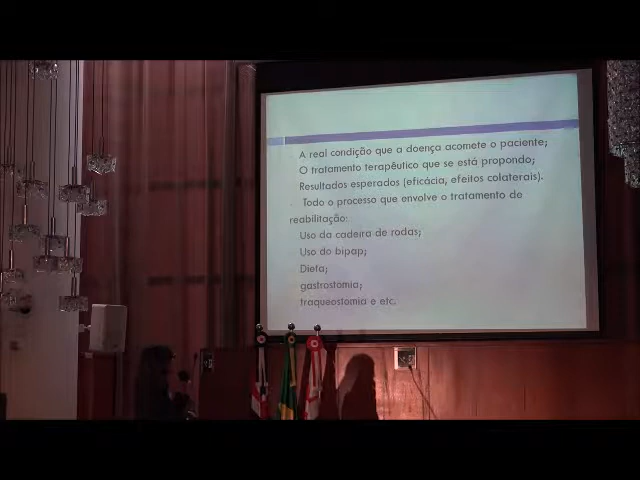 A real condição que a doença acomete o paciente;
O tratamento terapêutico que se está propondo;
Resultados esperados (eficácia, efeitos colaterais).
Todo o processo que envolve o tratamento de
reabilitação:
Uso da cadeira de rodas;
Uso do bipap;
Dieta;
gastrostomia;
traqueostomia e etc.